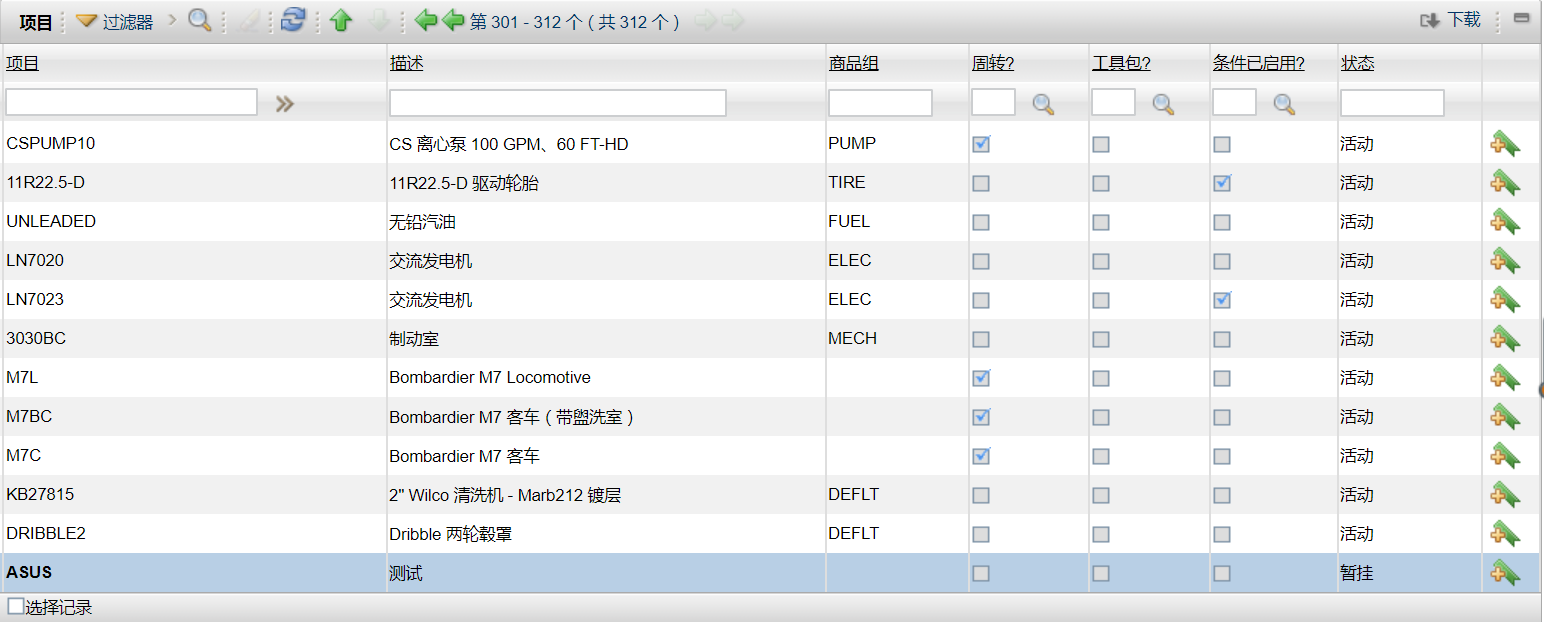 项目 过滤器 第 301 - 312 个 ( 共 312 个 ) 下载
项目 描述 商品组 周转? 工具包? 条件已启用? 状态
CSPUMP10 CS 离心泵 100 GPM、60 FT-HD PUMP 活动
11R22.5-D 11R22.5-D 驱动轮胎 TIRE 活动
UNLEADED 无铅汽油 FUEL 活动
LN7020 交流发电机 ELEC 活动
LN7023 交流发电机 ELEC 活动
3030BC 制动室 MECH 活动
M7L Bombardier M7 Locomotive 活动
M7BC Bombardier M7 客车 ( 带盥洗室 ) 活动
M7C Bombardier M7 客车 活动
KB27815 2" Wilco 清洗机 - Marb212 镀层 DEFLT 活动
DRIBBLE2 Dribble 两轮毂罩 DEFLT 活动
ASUS 测试 暂挂
选择记录